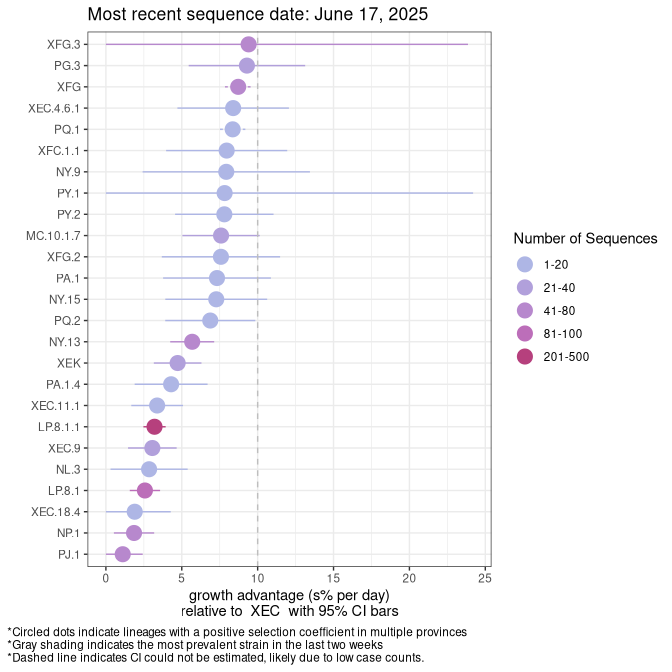 Most recent sequence date: June 17, 2025
XFG.3
PG.3
XFG
XEC.4.6.1
PQ.1
XFC.1.1
NY.9
PY.1
PY.2
MC.10.1.7
XFG.2
PA.1
NY.15
PQ.2
NY.13
XEK
PA.1.4
XEC.11.1
LP.8.1.1
XEC.9
NL.3
LP.8.1
XEC.18.4
NP.1
PJ.1
0 5 10 15 20 25
growth advantage (s% per day)
relative to XEC with 95% CI bars
Number of Sequences
1-20
21-40
41-80
81-100
201-500
*Circled dots indicate lineages with a positive selection coefficient in multiple provinces
*Gray shading indicates the most prevalent strain in the last two weeks
*Dashed line indicates CI could not be estimated, likely due to low case counts.